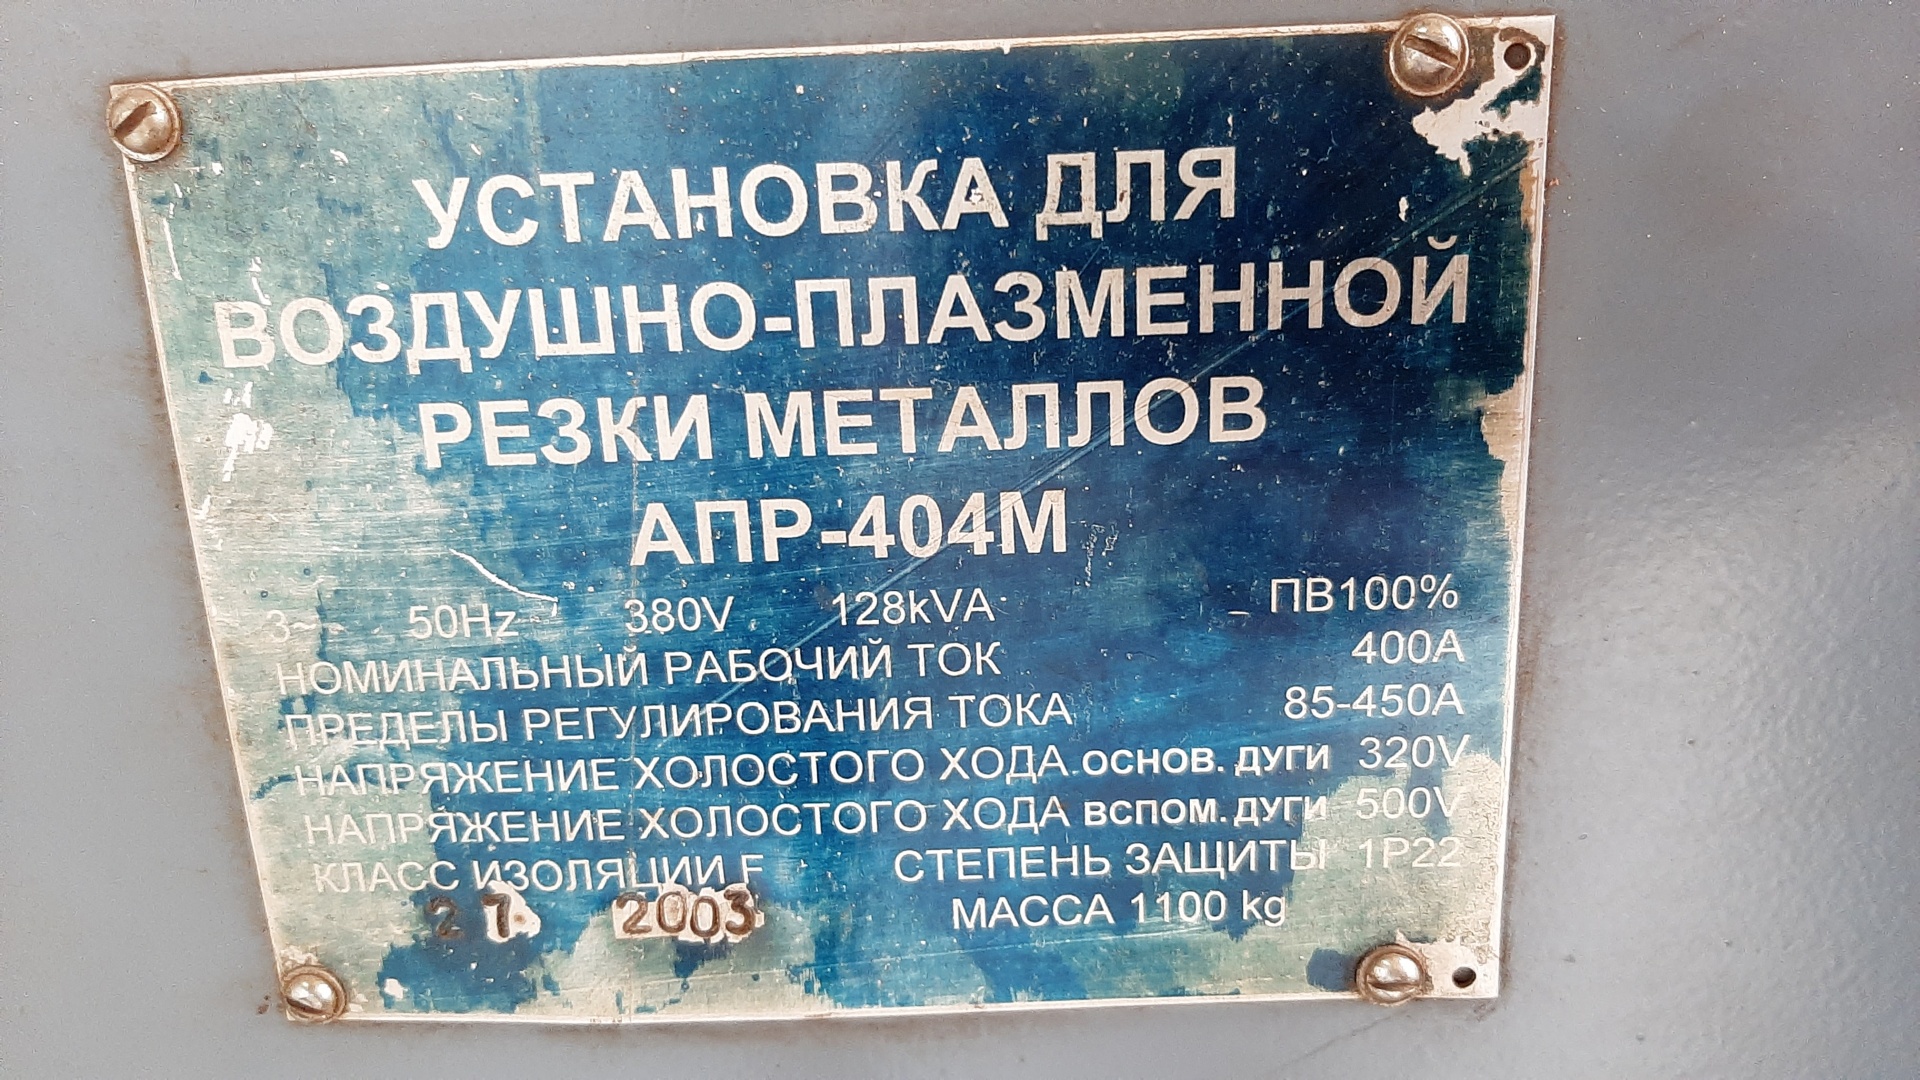 УСТАНОВКА ДЛЯ
ВОЗДУШНО-ПЛАЗМЕННОЙ
РЕЗКИ МЕТАЛЛОВ
АПР-404М
3~ 50Hz 380V 128kVA ПВ100%
НОМИНАЛЬНЫЙ РАБОЧИЙ ТОК 400А
ПРЕДЕЛЫ РЕГУЛИРОВАНИЯ ТОКА 85-450А
НАПРЯЖЕНИЕ ХОЛОСТОГО ХОДА ОСНОВ. ДУГИ 320V
НАПРЯЖЕНИЕ ХОЛОСТОГО ХОДА ВСПОМ. ДУГИ 500V
КЛАСС ИЗОЛЯЦИИ F СТЕПЕНЬ ЗАЩИТЫ 1Р22
27 2003 МАССА 1100 kg